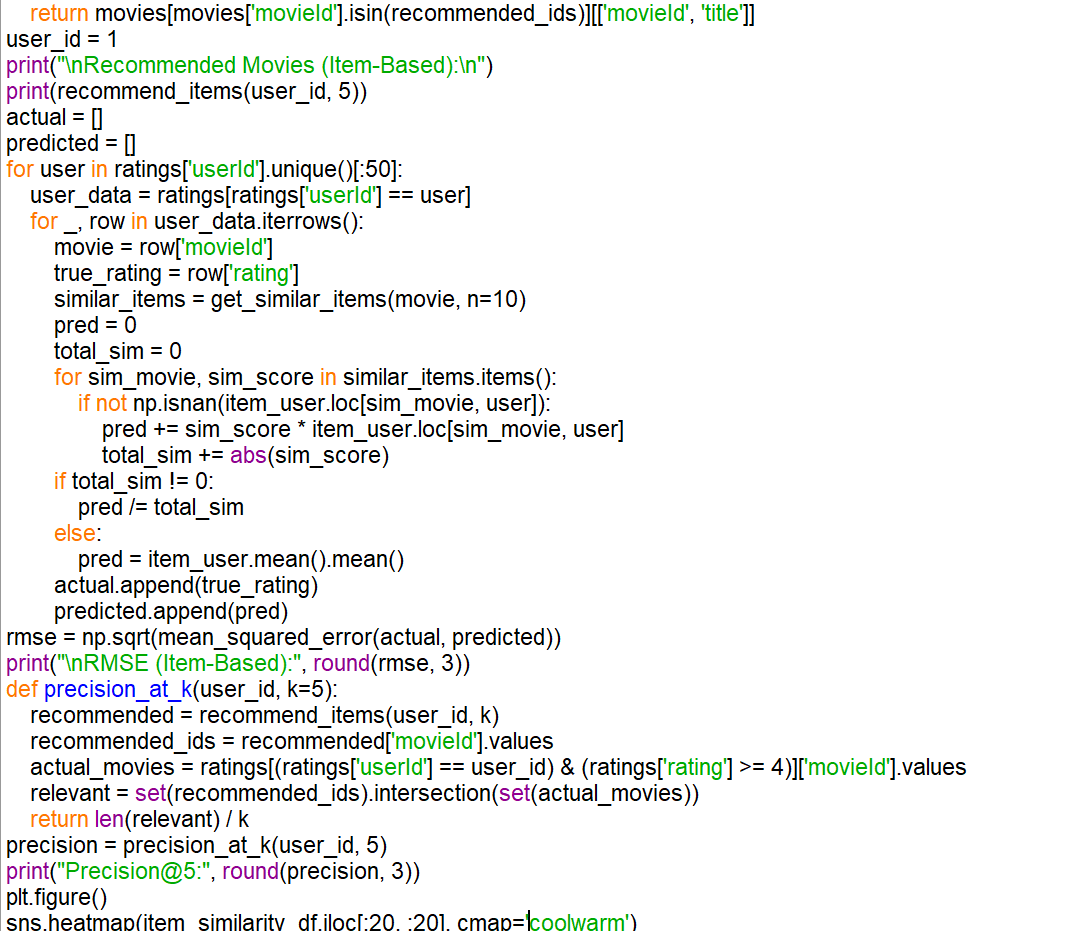 return movies[movies['movieId'].isin(recommended_ids)][['movieId', 'title']]
user_id = 1
print("\nRecommended Movies (Item-Based):\n")
print(recommend_items(user_id, 5))
actual = []
predicted = []
for user in ratings['userId'].unique()[:50]:
    user_data = ratings[ratings['userId'] == user]
    for _, row in user_data.iterrows():
        movie = row['movieId']
        true_rating = row['rating']
        similar_items = get_similar_items(movie, n=10)
        pred = 0
        total_sim = 0
        for sim_movie, sim_score in similar_items.items():
            if not np.isnan(item_user.loc[sim_movie, user]):
                pred += sim_score * item_user.loc[sim_movie, user]
                total_sim += abs(sim_score)
        if total_sim != 0:
            pred /= total_sim
        else:
            pred = item_user.mean().mean()
        actual.append(true_rating)
        predicted.append(pred)
rmse = np.sqrt(mean_squared_error(actual, predicted))
print("\nRMSE (Item-Based):", round(rmse, 3))
def precision_at_k(user_id, k=5):
    recommended = recommend_items(user_id, k)
    recommended_ids = recommended['movieId'].values
    actual_movies = ratings[(ratings['userId'] == user_id) & (ratings['rating'] >= 4)]['movieId'].values
    relevant = set(recommended_ids).intersection(set(actual_movies))
    return len(relevant) / k
precision = precision_at_k(user_id, 5)
print("Precision@5:", round(precision, 3))
plt.figure()
sns.heatmap(item_similarity_df.iloc[:20, :20], cmap='coolwarm')